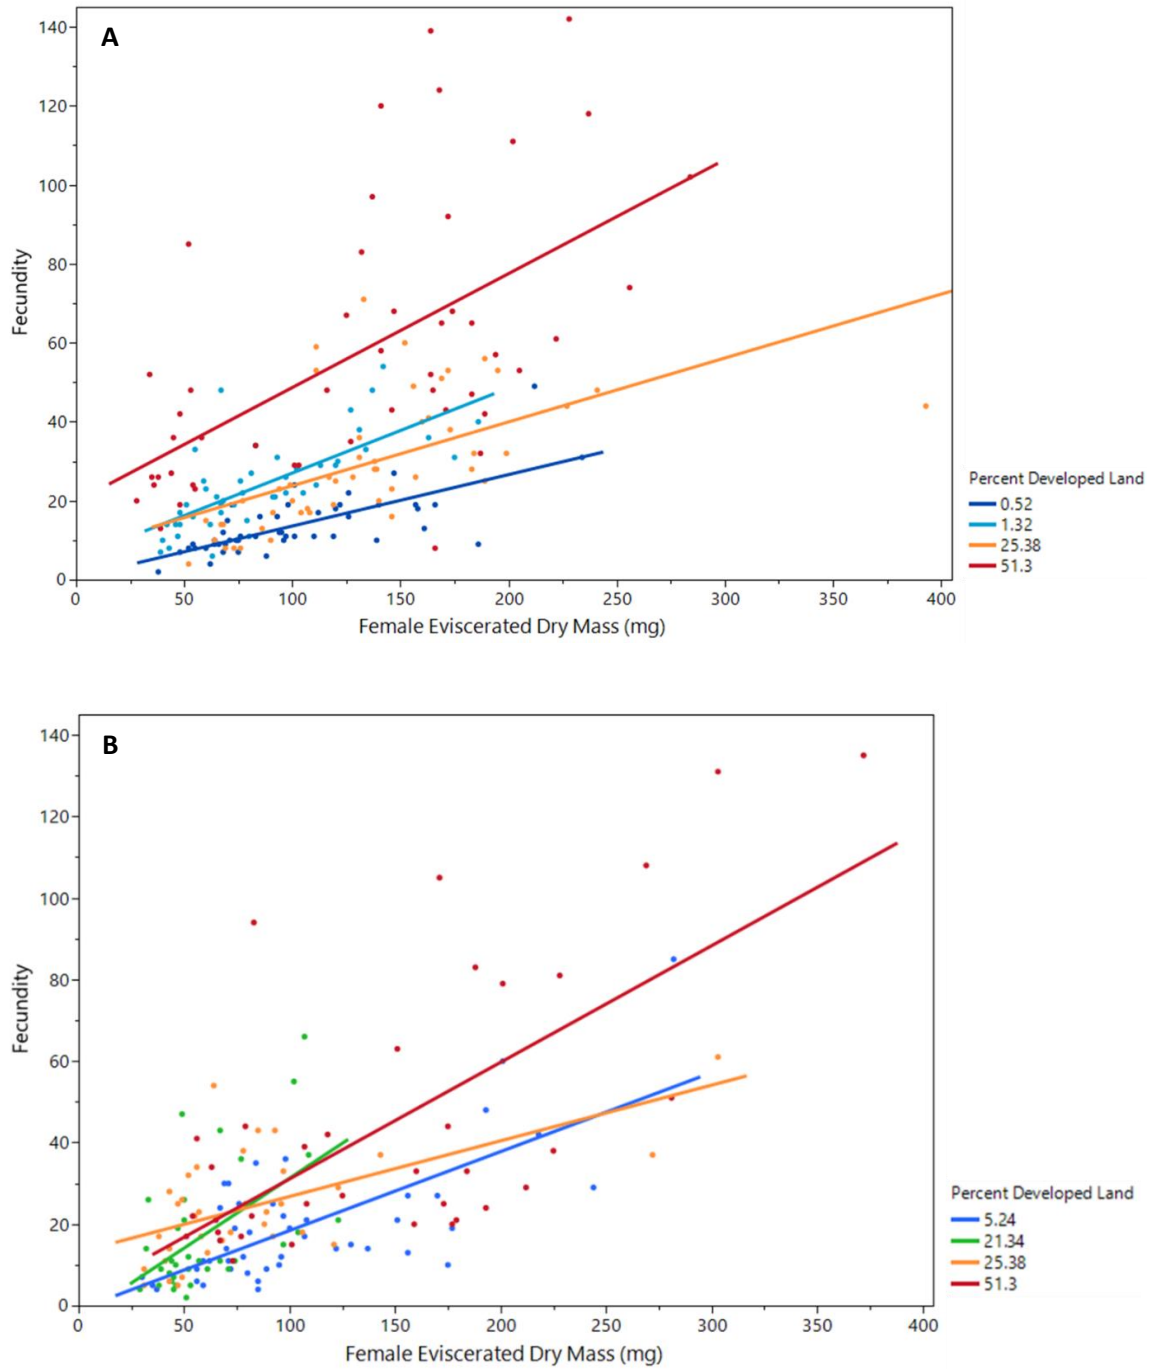 A
140
120
100
80
60
40
20
0
Fecundity
0 50 100 150 200 250 300 350 400
Female Eviscerated Dry Mass (mg)
Percent Developed Land
0.52
1.32
25.38
51.3
B
140
120
100
80
60
40
20
0
Fecundity
0 50 100 150 200 250 300 350 400
Female Eviscerated Dry Mass (mg)
Percent Developed Land
5.24
21.34
25.38
51.3